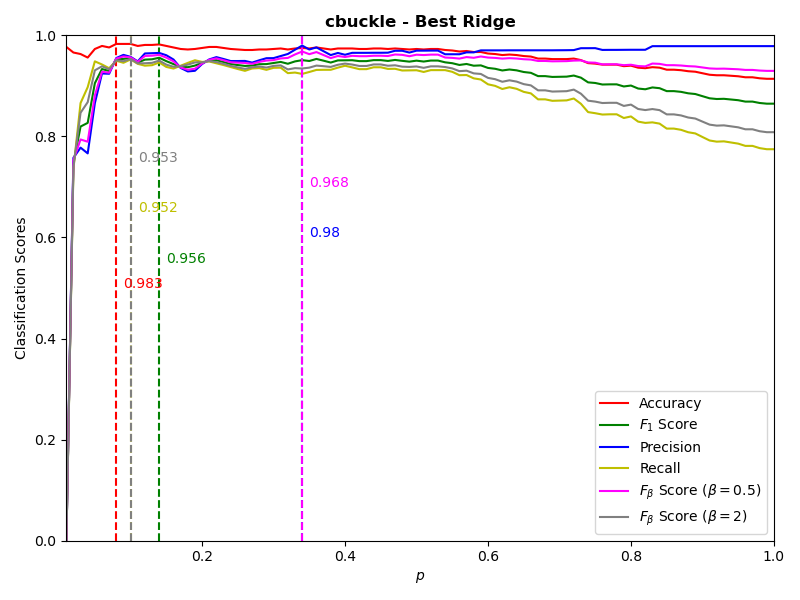 cbuckle - Best Ridge
Classification Scores
1.0
0.8
0.6
0.4
0.2
0.0
0.953
0.968
0.952
0.98
0.956
0.983
Accuracy
F₁ Score
Precision
Recall
Fᵦ Score (β = 0.5)
Fᵦ Score (β = 2)
0.2 0.4 0.6 0.8 1.0
p